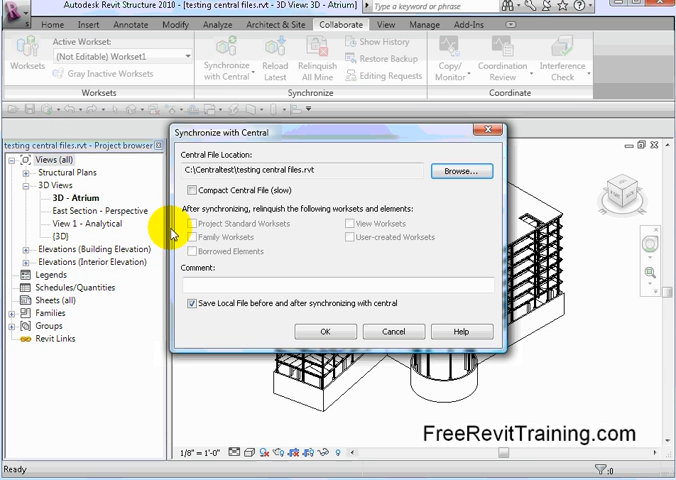 Autodesk Revit Structure 2010 - [testing central files.rvt - 3D View: 3D - Atrium]
Type a keyword or phrase
Home Insert Annotate Modify Analyze Architect & Site Collaborate View Manage Add-Ins
Active Workset:
(Not Editable) Workset1
Gray Inactive Worksets
Worksets
Synchronize
with Central
Reload
Latest
Relinquish
All Mine
Show History
Restore Backup
Editing Requests
Copy/
Monitor
Coordination
Review
Interference
Check
Worksets Synchronize Coordinate
testing central files.rvt - Project browser
Views (all)
Structural Plans
3D Views
3D - Atrium
East Section - Perspective
View 1 - Analytical
{3D}
Elevations (Building Elevation)
Elevations (Interior Elevation)
Legends
Schedules/Quantities
Sheets (all)
Families
Groups
Revit Links
Synchronize with Central
Central File Location:
C:\Centraltest\testing central files.rvt
Browse...
Compact Central File (slow)
After synchronizing, relinquish the following worksets and elements:
Project Standard Worksets View Worksets
Family Worksets User-created Worksets
Borrowed Elements
Comment:
Save Local File before and after synchronizing with central
OK Cancel Help
FreeRevitTraining.com
1/8" = 1'-0"
Ready
:0